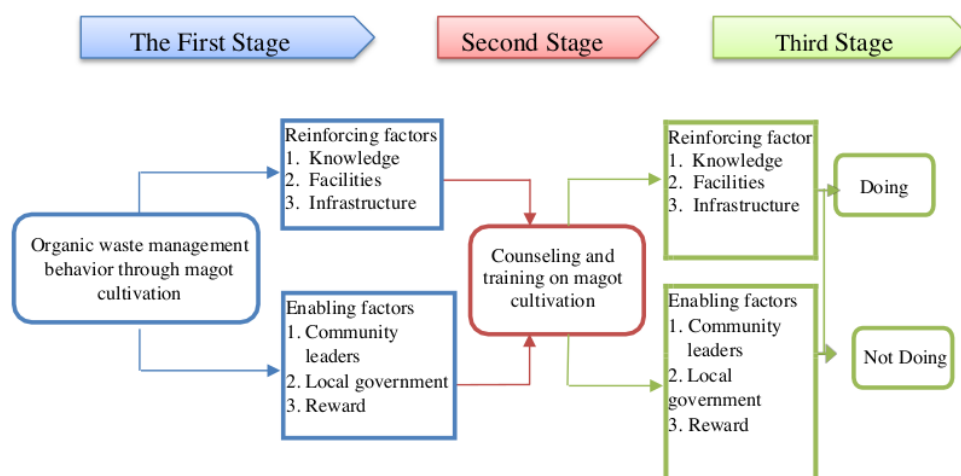 The First Stage
Second Stage
Third Stage
Organic waste management
behavior through magot
cultivation
Reinforcing factors
1. Knowledge
2. Facilities
3. Infrastructure
Enabling factors
1. Community
leaders
2. Local government
3. Reward
Counseling and
training on magot
cultivation
Reinforcing factor
1. Knowledge
2. Facilities
3. Infrastructure
Enabling factors
1. Community
leaders
2. Local
government
3. Reward
Doing
Not Doing